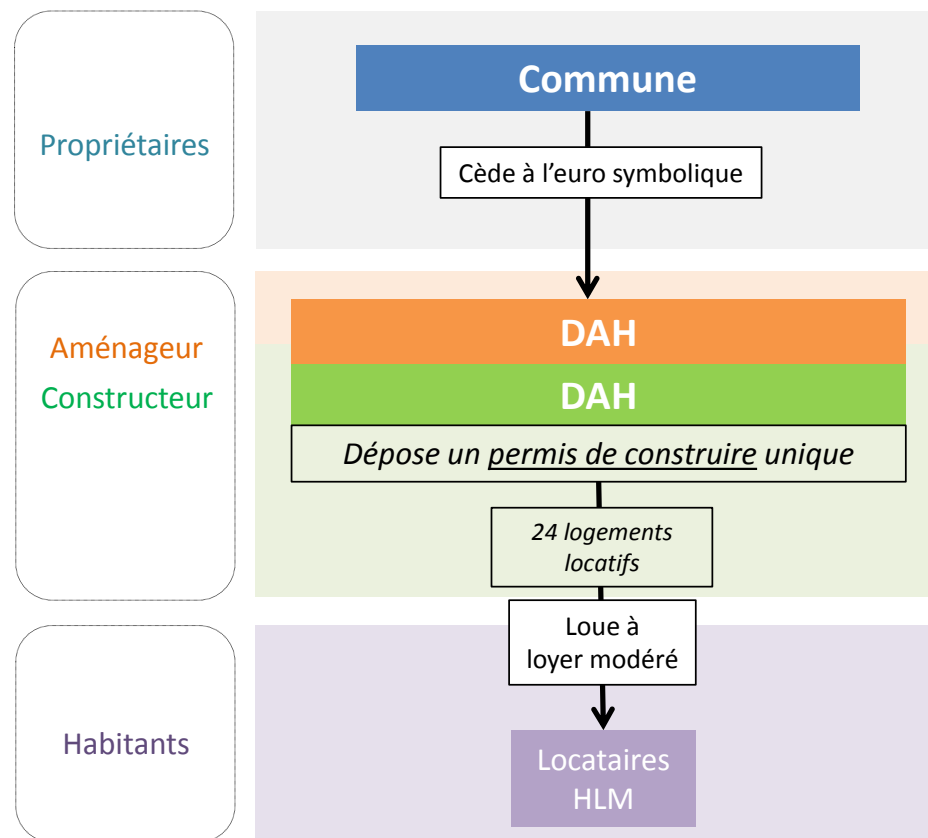 Propriétaires
Commune
Cède à l'euro symbolique
Aménageur
Constructeur
DAH
DAH
Dépose un permis de construire unique
24 logements
locatifs
Loue à
loyer modéré
Habitants
Locataires
HLM